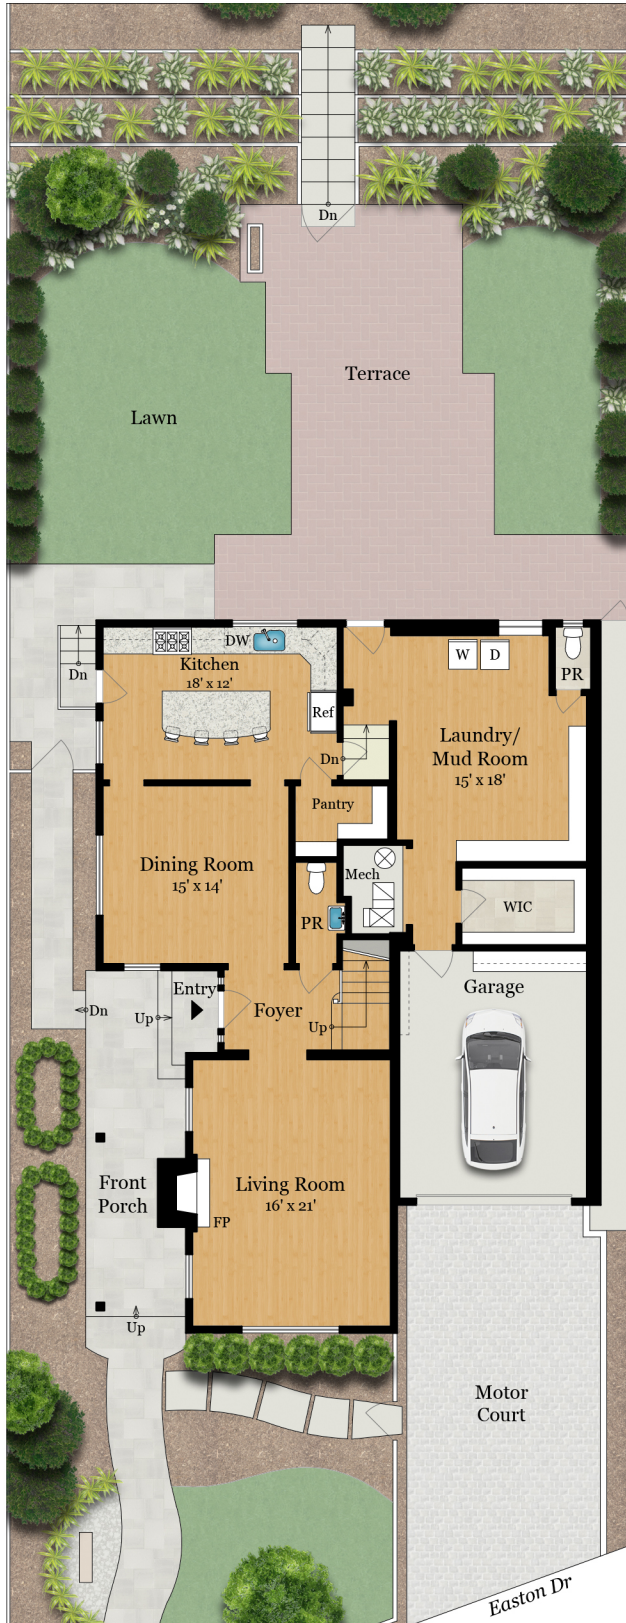 Dn
Terrace
Lawn
DW
Kitchen
18' x 12'
W
D
PR
Dn
Ref
Laundry/
Mud Room
15' x 18'
Dn
Pantry
Dining Room
15' x 14'
Mech
WIC
PR
Entry
Garage
Dn
Up
Foyer
Up
Front
Porch
Living Room
16' x 21'
FP
Up
Motor
Court
Easton Dr